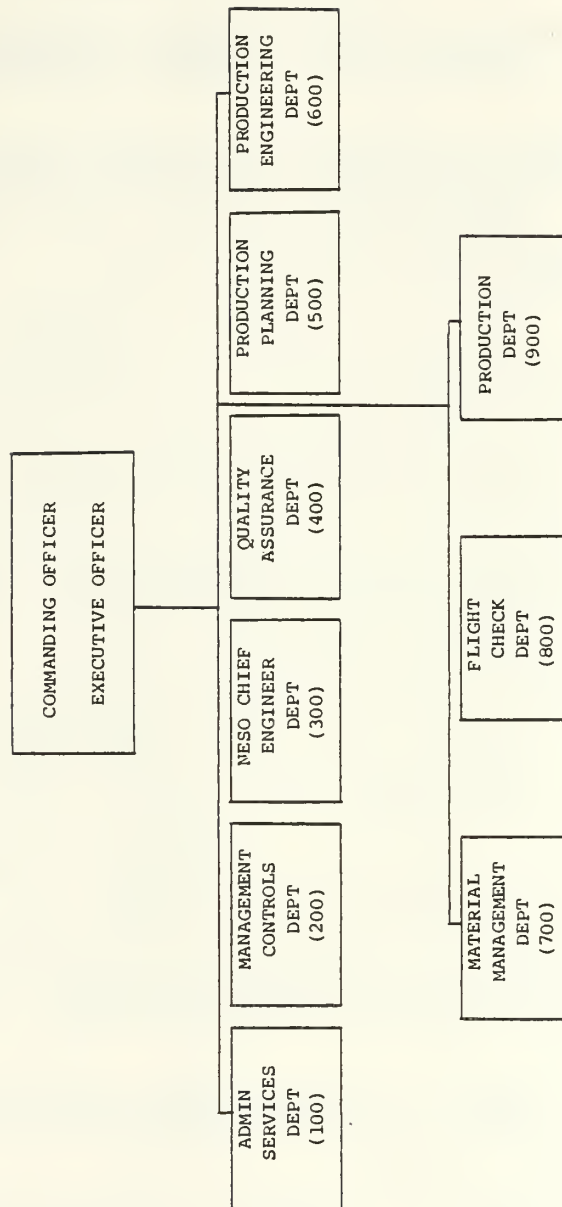 COMMANDING OFFICER
EXECUTIVE OFFICER
ADMIN
SERVICES
DEPT
(100)
MANAGEMENT
CONTROLS
DEPT
(200)
NESO CHIEF
ENGINEER
DEPT
(300)
QUALITY
ASSURANCE
DEPT
(400)
PRODUCTION
PLANNING
DEPT
(500)
PRODUCTION
ENGINEERING
DEPT
(600)
MATERIAL
MANAGEMENT
DEPT
(700)
FLIGHT
CHECK
DEPT
(800)
PRODUCTION
DEPT
(900)